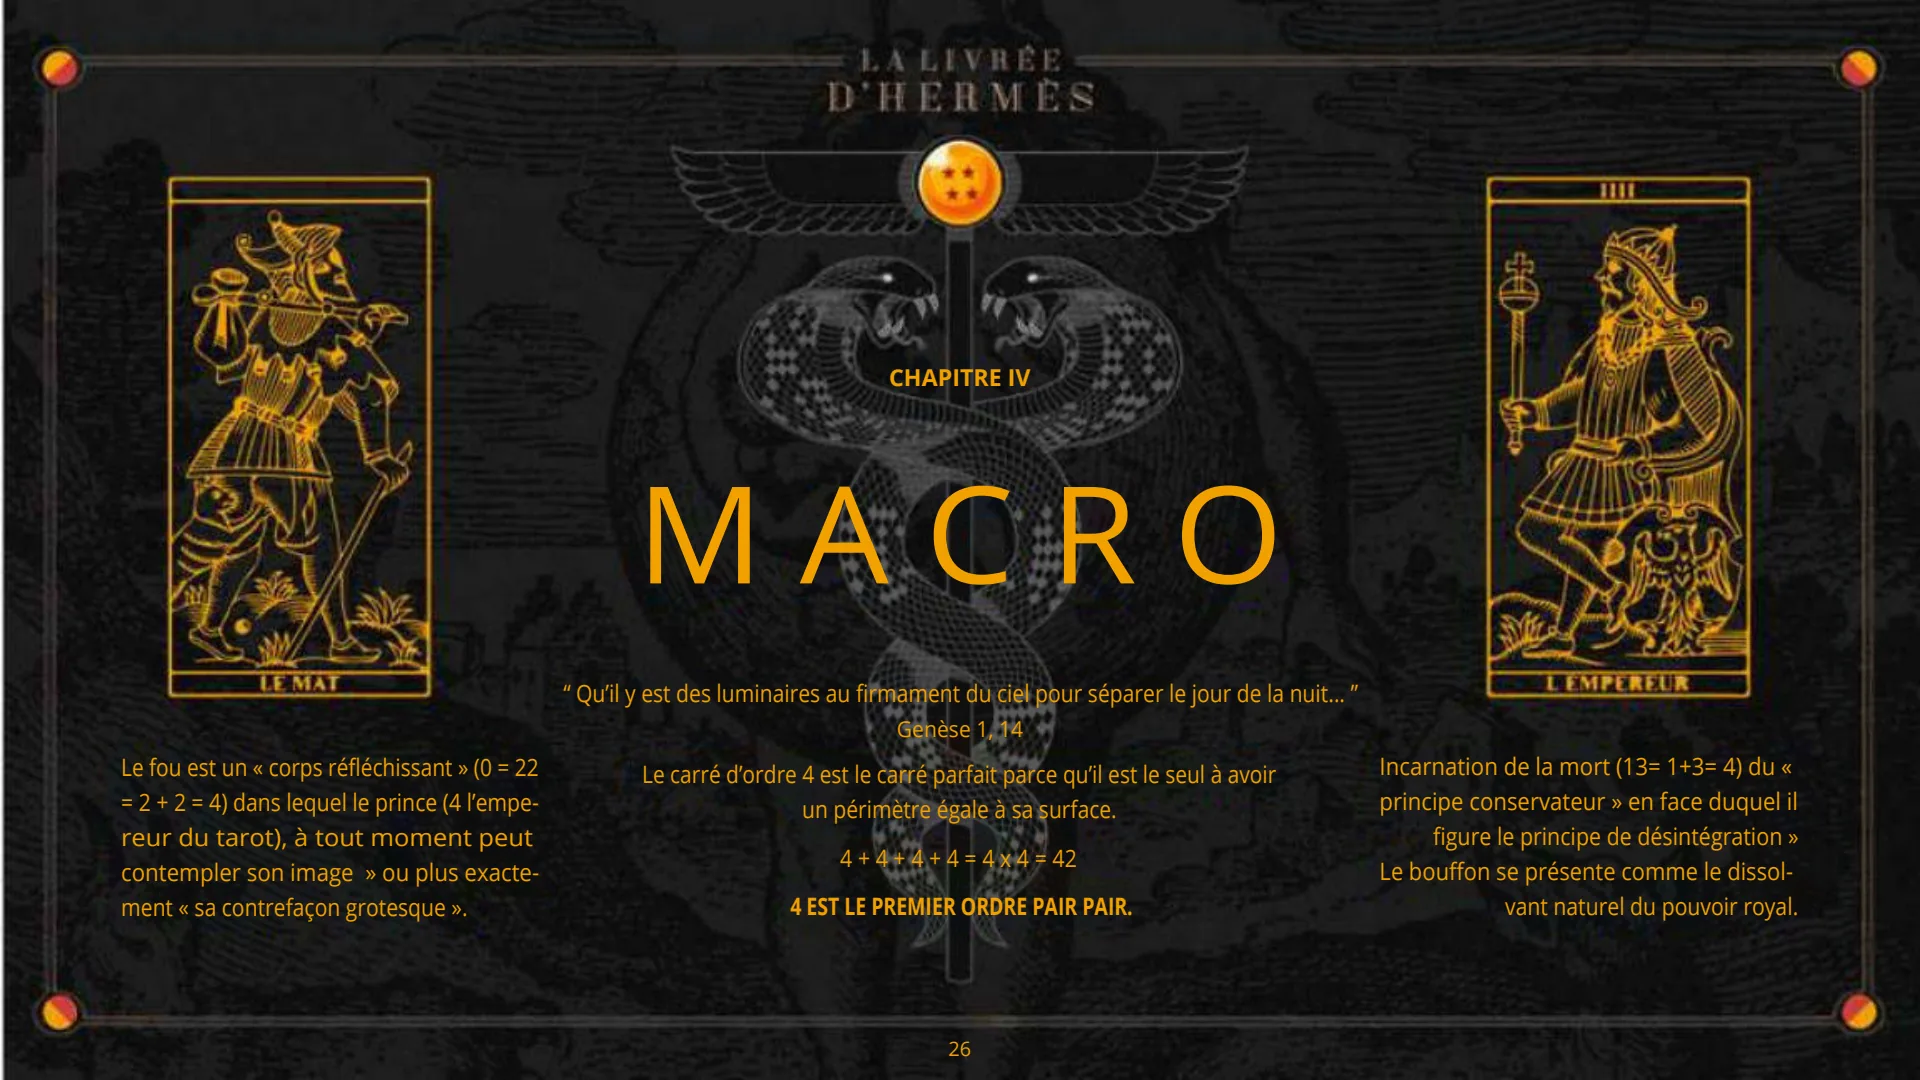 LA LIVRÉE
D'HERMÈS
IIII
CHAPITRE IV
MACRO
LE MAT
L EMPEREUR
“ Qu’il y est des luminaires au firmament du ciel pour séparer le jour de la nuit... ”
Genèse 1, 14
Le carré d’ordre 4 est le carré parfait parce qu’il est le seul à avoir
un périmètre égale à sa surface.
4 + 4 + 4 + 4 = 4 x 4 = 42
4 EST LE PREMIER ORDRE PAIR PAIR.
Le fou est un « corps réfléchissant » (0 = 22
= 2 + 2 = 4) dans lequel le prince (4 l’empe-
reur du tarot), à tout moment peut
contempler son image » ou plus exacte-
ment « sa contrefaçon grotesque ».
Incarnation de la mort (13= 1+3= 4) du «
principe conservateur » en face duquel il
figure le principe de désintégration »
Le bouffon se présente comme le dissol-
vant naturel du pouvoir royal.
26